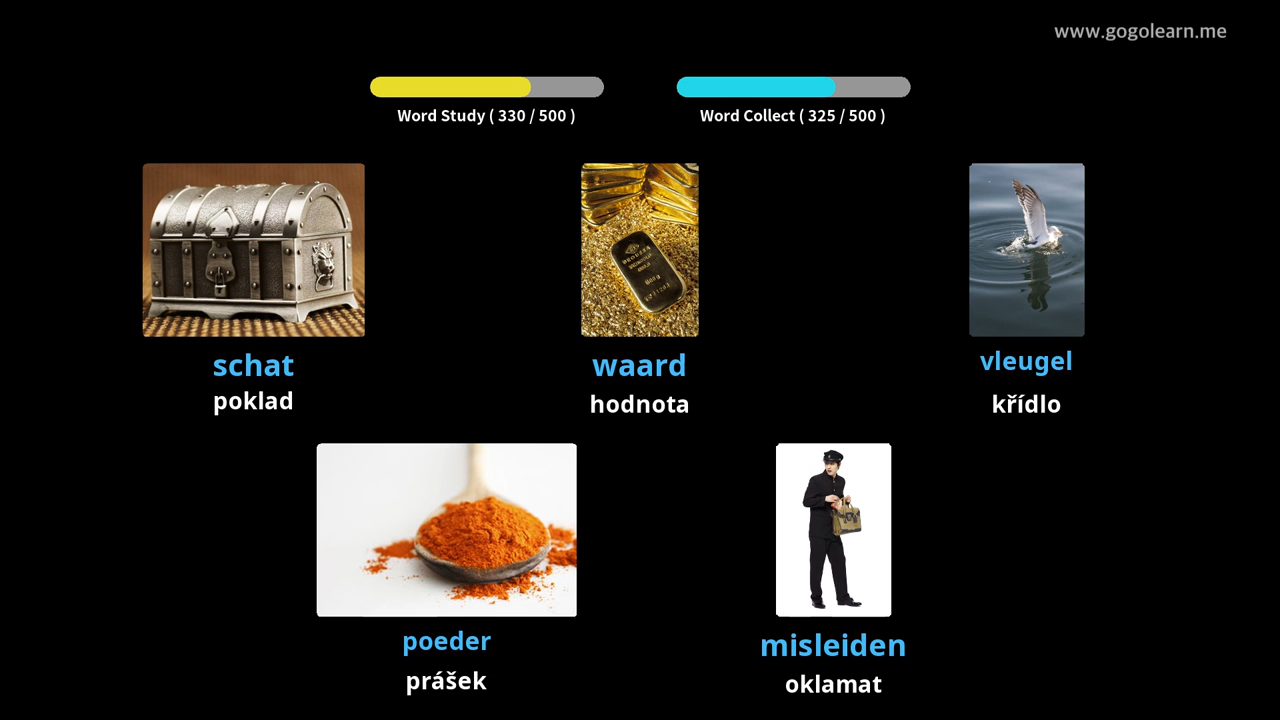 www.gogolearn.me
Word Study ( 330 / 500 )
Word Collect ( 325 / 500 )
schat
poklad
waard
hodnota
vleugel
křídlo
poeder
prášek
misleiden
oklamat